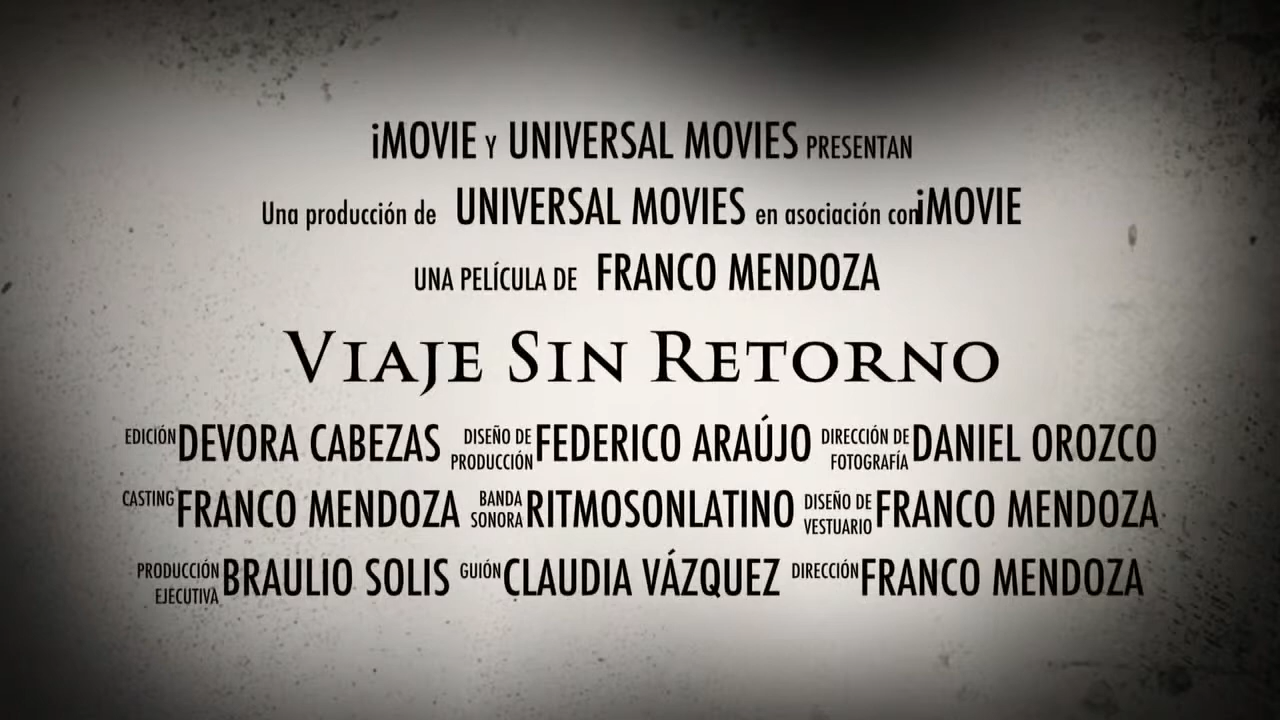 iMOVIE Y UNIVERSAL MOVIES PRESENTAN
Una producción de UNIVERSAL MOVIES en asociación con iMOVIE
UNA PELÍCULA DE FRANCO MENDOZA
VIAJE SIN RETORNO
EDICIÓN DEVORA CABEZAS DISEÑO DE PRODUCCIÓN FEDERICO ARAÚJO DIRECCIÓN DE FOTOGRAFÍA DANIEL OROZCO
CASTING FRANCO MENDOZA BANDA SONORA RITMOSONLATINO DISEÑO DE VESTUARIO FRANCO MENDOZA
PRODUCCIÓN EJECUTIVA BRAULIO SOLIS GUIÓN CLAUDIA VÁZQUEZ DIRECCIÓN FRANCO MENDOZA